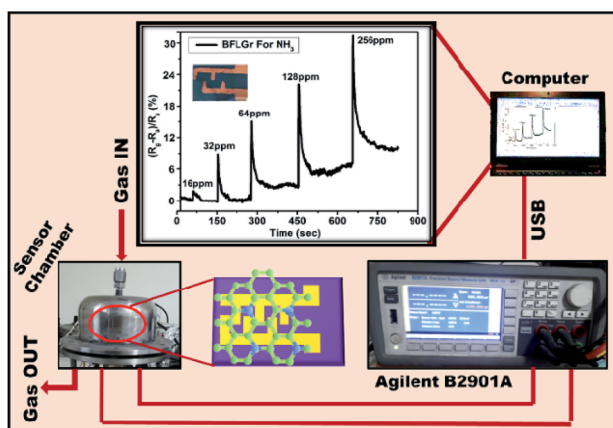 BFLGr For NH3
(Rg-Ra)/Ra (%)
30
24
18
12
6
0
16ppm
32ppm
64ppm
128ppm
256ppm
0 150 300 450 600 750 900
Time (sec)
Computer
Gas IN
USB
Sensor
Chamber
Gas OUT
Agilent
Agilent B2901A